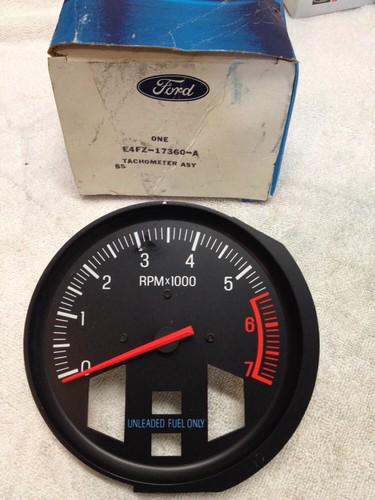 Ford
ONE
E4FZ-17360-A
TACHOMETER ASY
55
3 4
2 5
RPM×1000
1 6
0 7
UNLEADED FUEL ONLY